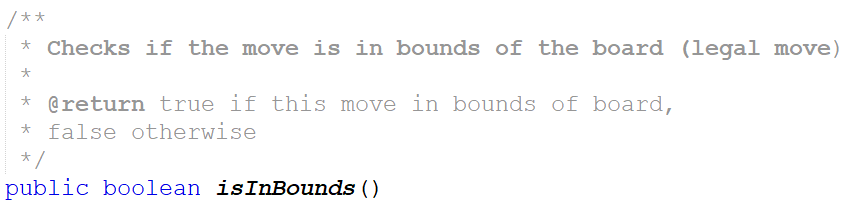 /**
* Checks if the move is in bounds of the board (legal move)
*
* @return true if this move in bounds of board,
* false otherwise
*/
public boolean isInBounds()